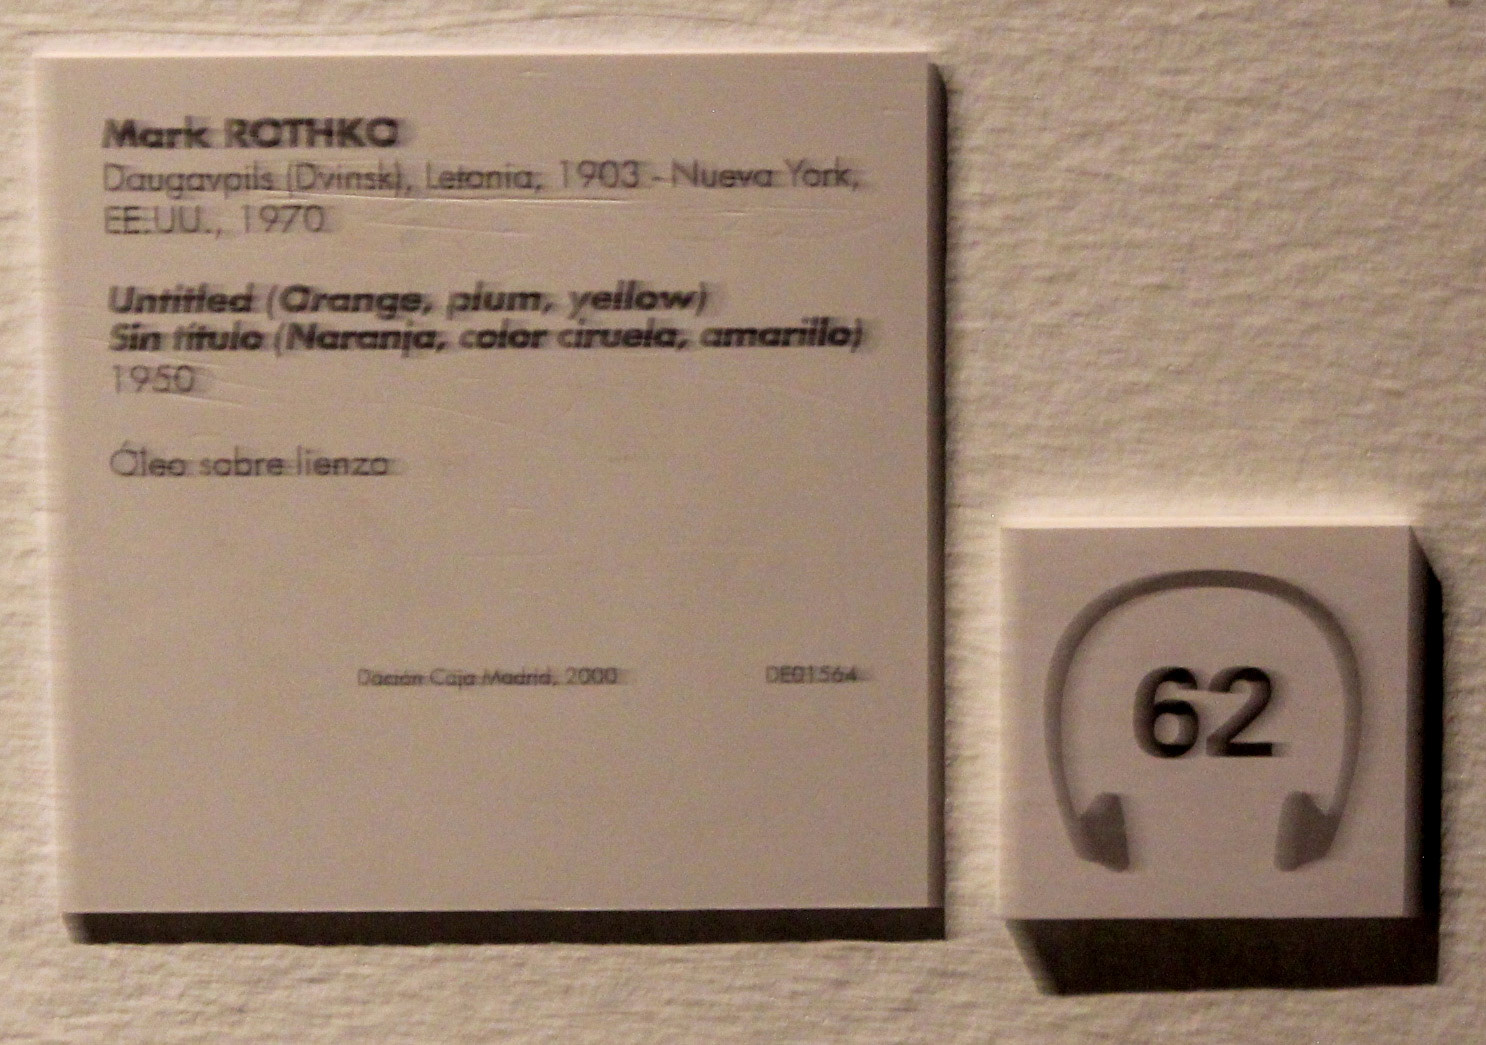 Mark ROTHKO
Daugavpils (Dvinsk), Letonia, 1903 - Nueva York,
EE.UU., 1970
Untitled (Orange, plum, yellow)
Sin título (Naranja, color ciruela, amarillo)
1950
Óleo sobre lienzo
Dación Caja Madrid, 2000 DE01564
62